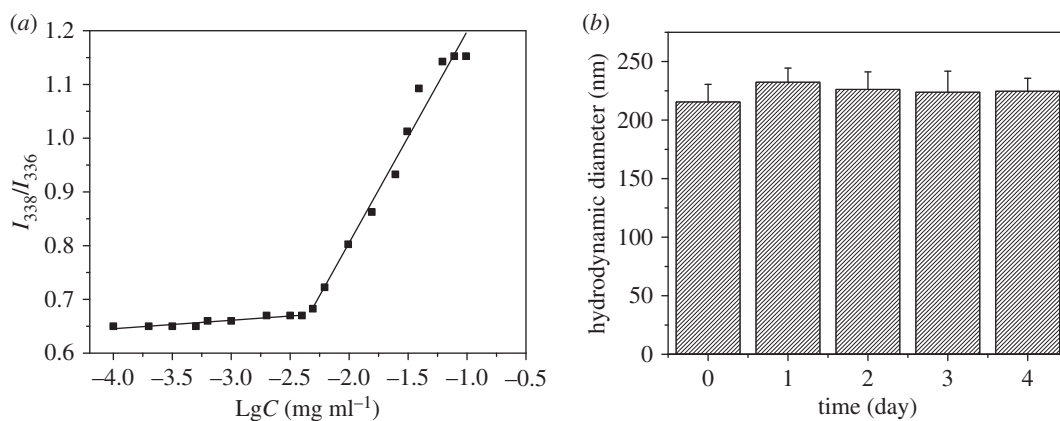 (a)
1.2
1.1
1.0
0.9
0.8
0.7
0.6
I338/I336
–4.0 –3.5 –3.0 –2.5 –2.0 –1.5 –1.0 –0.5
LgC (mg ml–1)
(b)
250
200
150
100
50
0
hydrodynamic diameter (nm)
0 1 2 3 4
time (day)